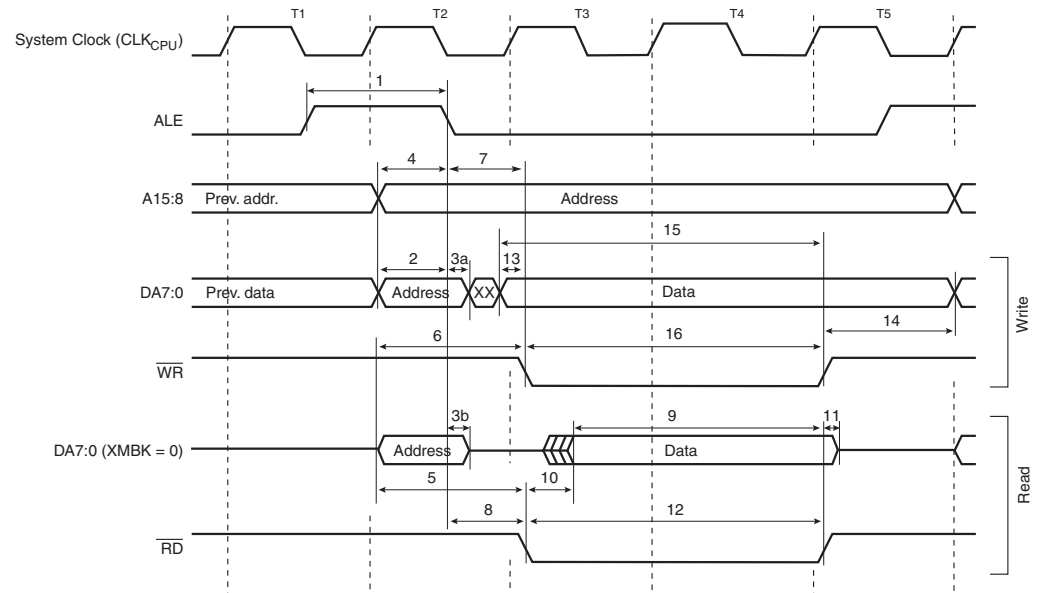 T1 T2 T3 T4 T5
System Clock (CLKCPU)
1
ALE
4 7
A15:8 Prev. addr. Address
15
2 3a 13
DA7:0 Prev. data Address XX Data
14
6 16
WR
Write
3b 9 11
DA7:0 (XMBK = 0) Address Data
5 10
8 12
RD
Read